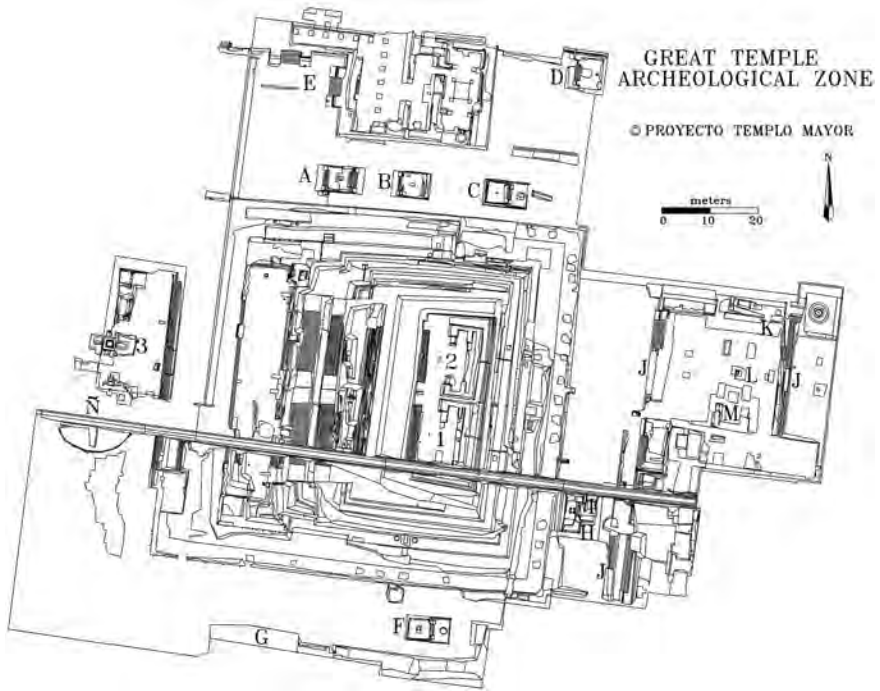 GREAT TEMPLE
ARCHEOLOGICAL ZONE
© PROYECTO TEMPLO MAYOR
N
meters
0 10 20
E
D
A
B
C
3
2
1
J
K
L
J
M
N
H
J
F
G